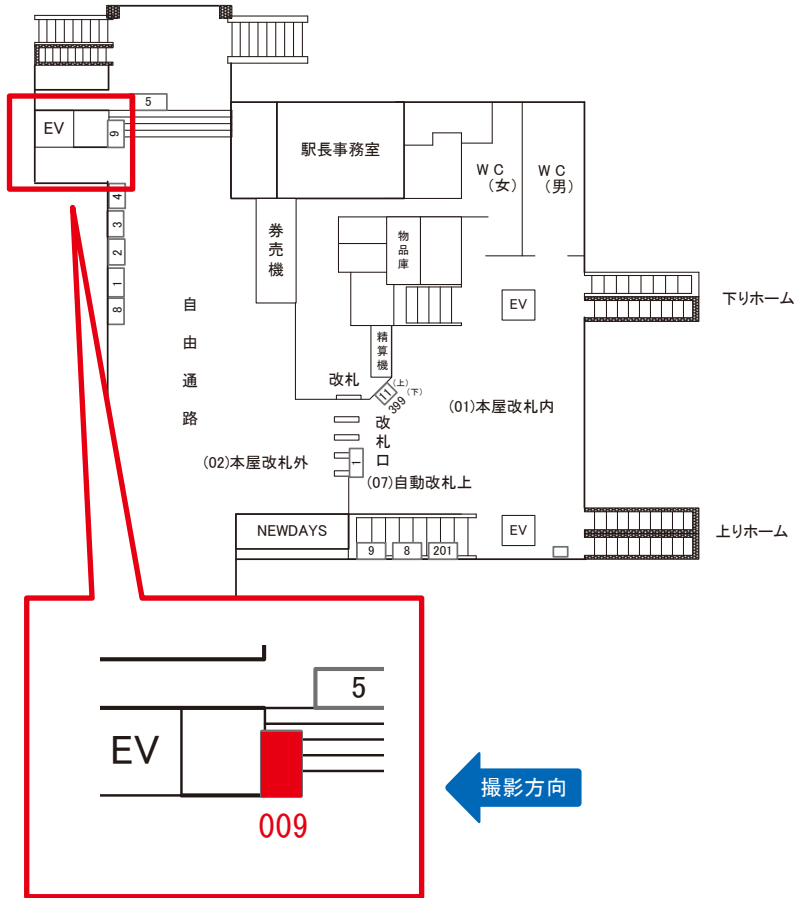 5
EV
9
駅長事務室
WC
(女)
WC
(男)
4
3
2
1
8
券売機
物品庫
EV
下りホーム
自由通路
精算機
改札
11
(上)
(下)
399
改札口
(01)本屋改札内
(02)本屋改札外
1
(07)自動改札上
NEWDAYS
9
8
201
EV
上りホーム
5
EV
009
撮影方向